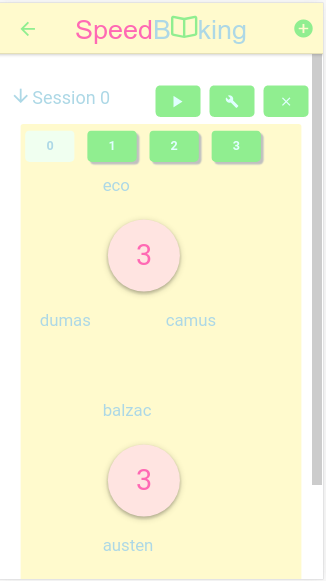 SpeedBooking
Session 0
0 1 2 3
eco
3
dumas camus
balzac
3
austen